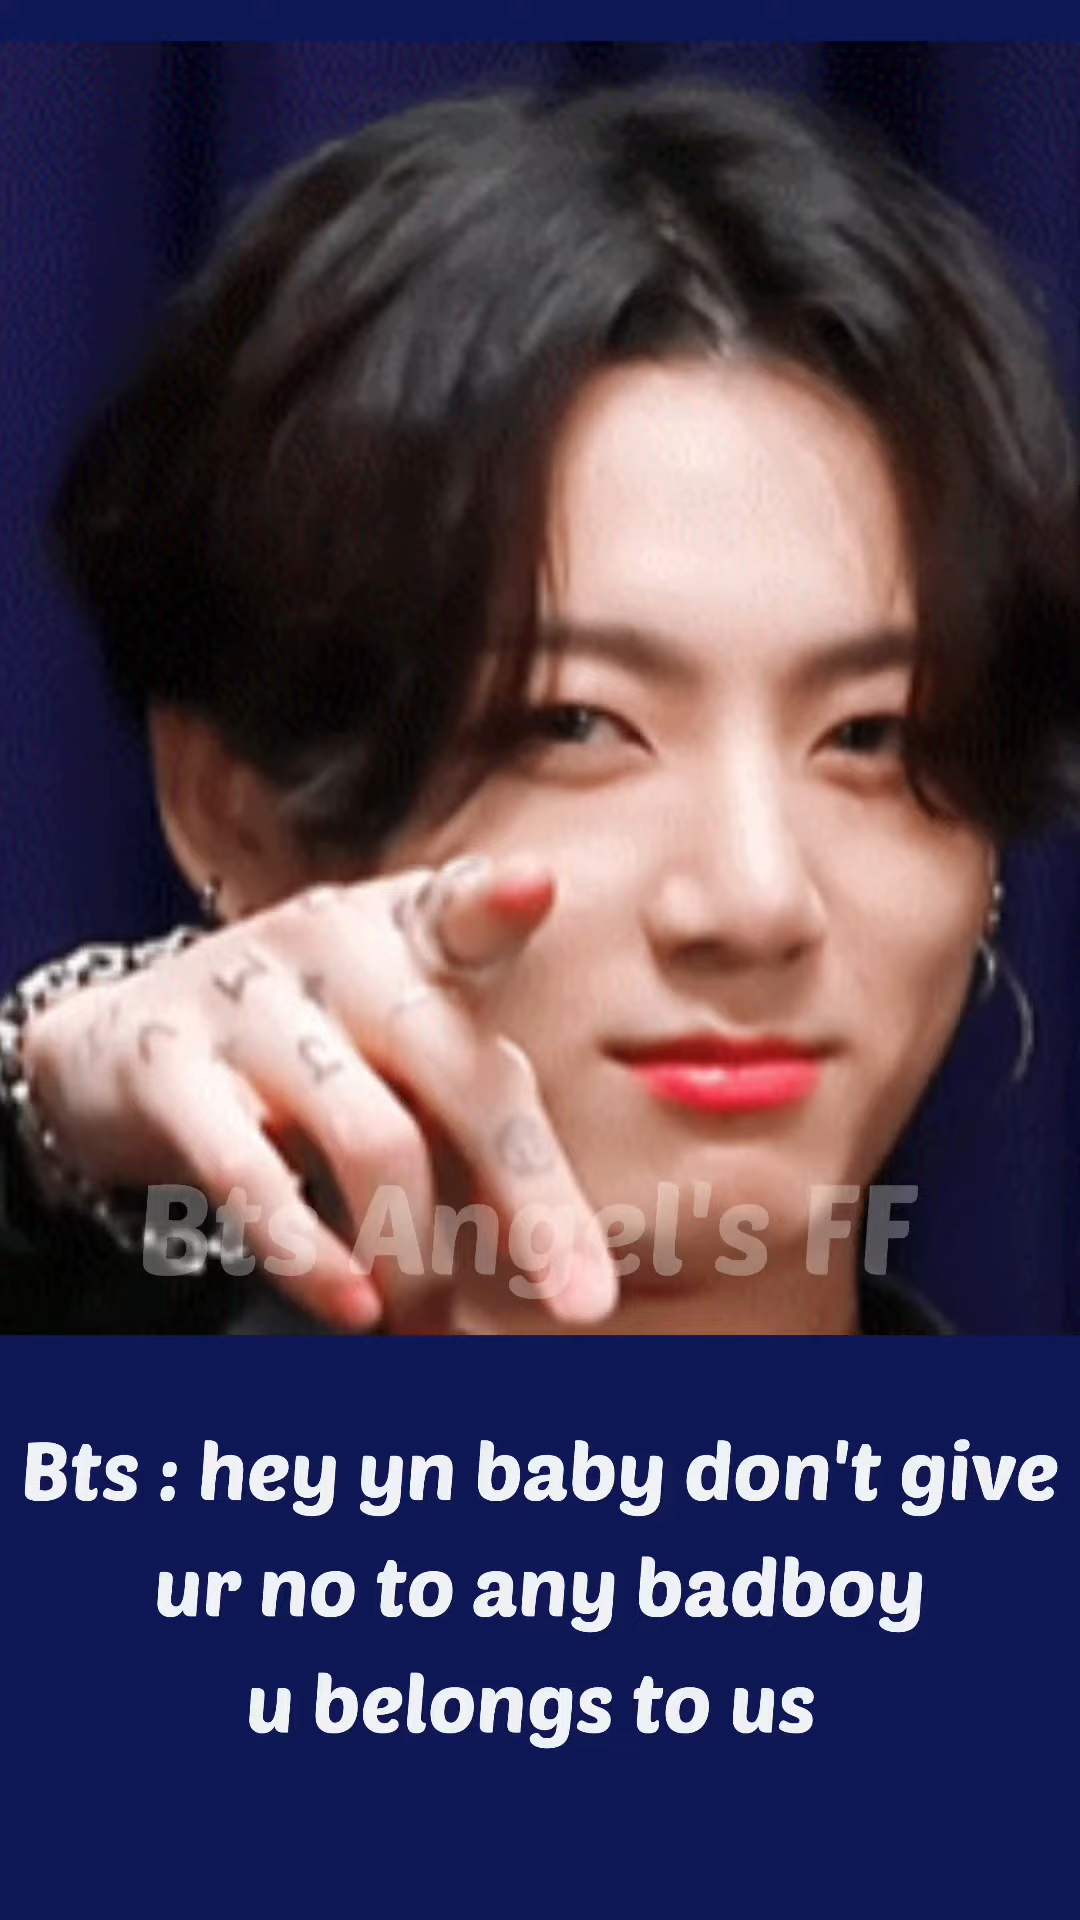 Bts Angel's FF
Bts : hey yn baby don't give
ur no to any badboy
u belongs to us